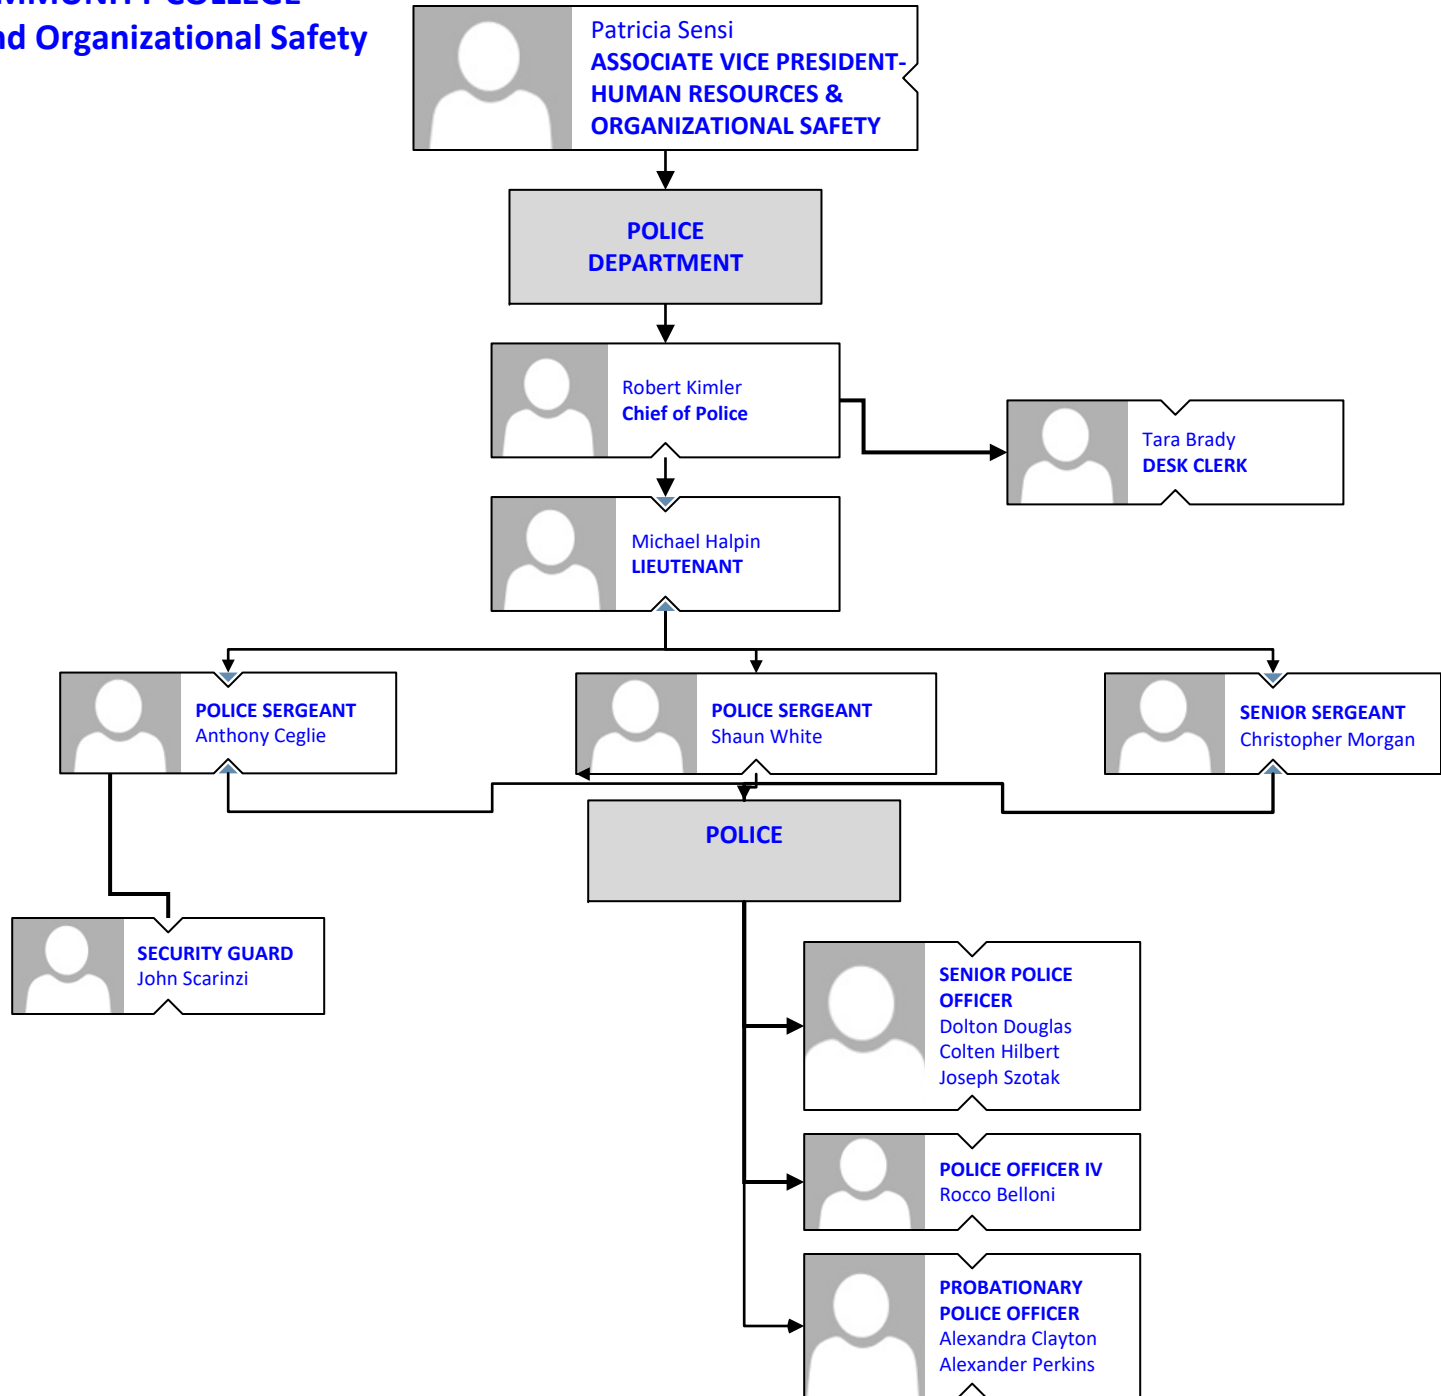 and Organizational Safety
Patricia Sensi
ASSOCIATE VICE PRESIDENT-
HUMAN RESOURCES &
ORGANIZATIONAL SAFETY
POLICE
DEPARTMENT
Robert Kimler
Chief of Police
Tara Brady
DESK CLERK
Michael Halpin
LIEUTENANT
POLICE SERGEANT
Anthony Ceglie
POLICE SERGEANT
Shaun White
SENIOR SERGEANT
Christopher Morgan
POLICE
SECURITY GUARD
John Scarinzi
SENIOR POLICE
OFFICER
Dolton Douglas
Colten Hilbert
Joseph Szotak
POLICE OFFICER IV
Rocco Belloni
PROBATIONARY
POLICE OFFICER
Alexandra Clayton
Alexander Perkins